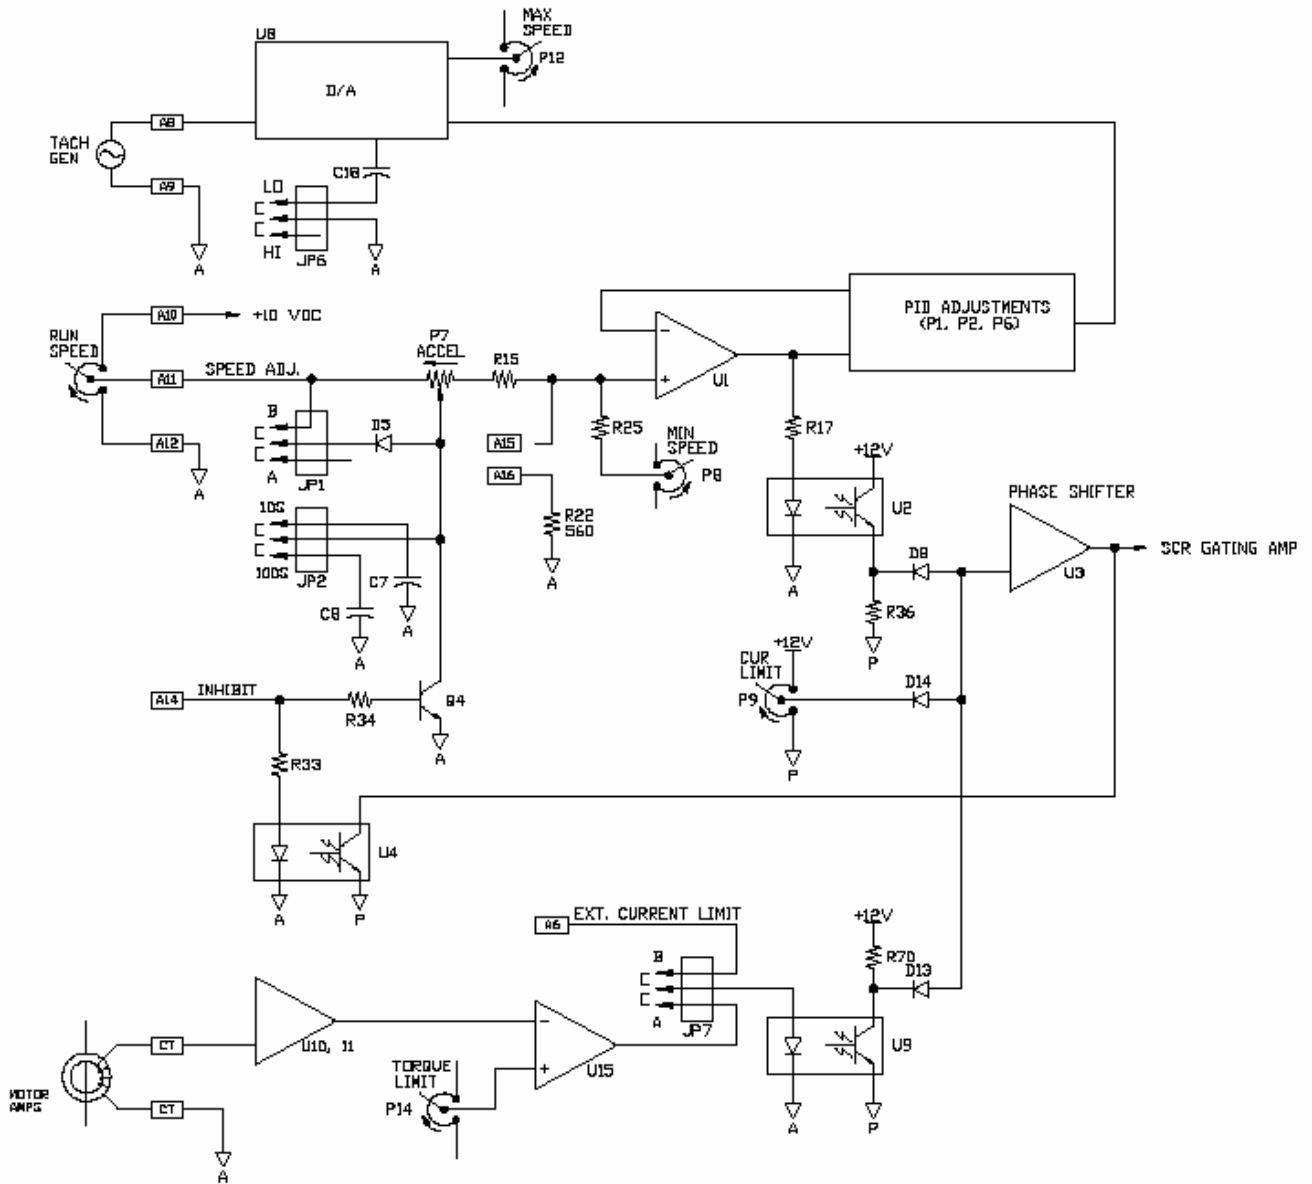 MAX
SPEED
P12
U8
D/A
A8
TACH
GEN
A9
C18
LO
HI
JP6
A
A
A10
+10 VDC
RUN
SPEED
A11
SPEED ADJ.
P7
ACCEL
R15
U1
PID ADJUSTMENTS
(P1, P2, P6)
A12
A
B
A
JP1
D5
A15
A16
R25
MIN
SPEED
P8
R17
+12V
U2
PHASE SHIFTER
10S
100S
JP2
R22
560
A
C7
A
C8
A
A
D8
U3
SCR GATING AMP
R36
P
+12V
CUR
LIMIT
P9
D14
P
A14
INHIBIT
R34
Q4
A
R33
U4
A
P
A6
EXT. CURRENT LIMIT
B
A
JP7
+12V
R70
D13
U9
A
P
U10, 11
U15
CT
CT
MOTOR
AMPS
TORQUE
LIMIT
P14
A